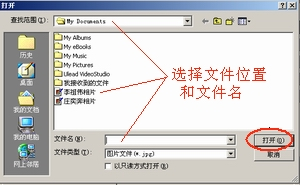 打开
查找范围(I): My Documents
历史
桌面
我的文档
我的电脑
网上邻居
My Albums
My eBooks
My Music
My Pictures
Ulead VideoStudio
我接收到的文件
李祖伟相片
庄奕弟相片
选择文件位置
和文件名
文件名(N):
打开(O)
文件类型(T): 图片文件(*.jpg)
取消
以只读方式打开(R)